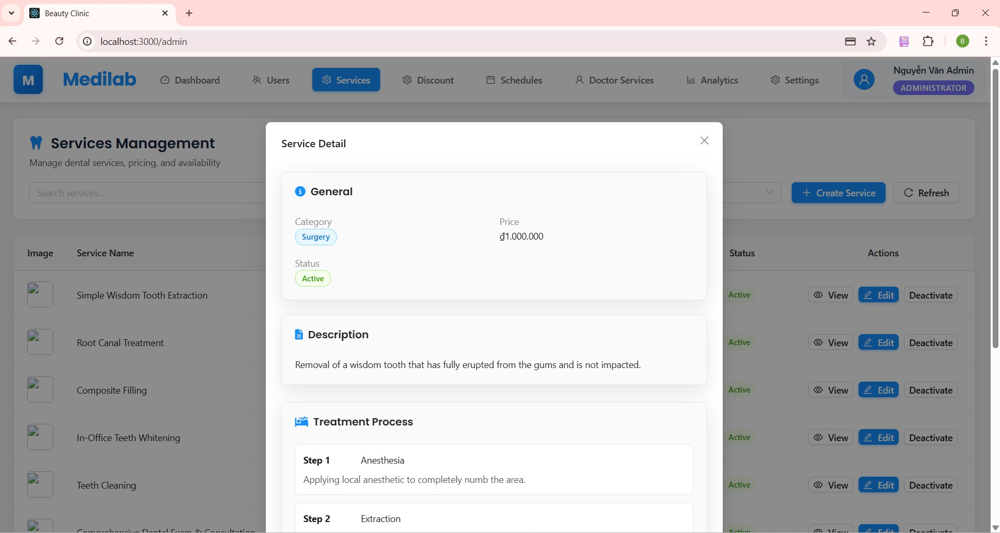 Beauty Clinic
localhost:3000/admin
B
M Medilab Dashboard Users Services Discount Schedules Doctor Services Analytics Settings
Nguyễn Văn Admin
ADMINISTRATOR
Services Management
Manage dental services, pricing, and availability
Search services...
Create Service Refresh
Image Service Name Status Actions
Simple Wisdom Tooth Extraction Active View Edit Deactivate
Root Canal Treatment Active View Edit Deactivate
Composite Filling Active View Edit Deactivate
In-Office Teeth Whitening Active View Edit Deactivate
Teeth Cleaning Active View Edit Deactivate
Comprehensive Dental Exam & Consultation Active View Edit Deactivate
Service Detail
General
Category Price
Surgery ₫1.000.000
Status
Active
Description
Removal of a wisdom tooth that has fully erupted from the gums and is not impacted.
Treatment Process
Step 1 Anesthesia
Applying local anesthetic to completely numb the area.
Step 2 Extraction